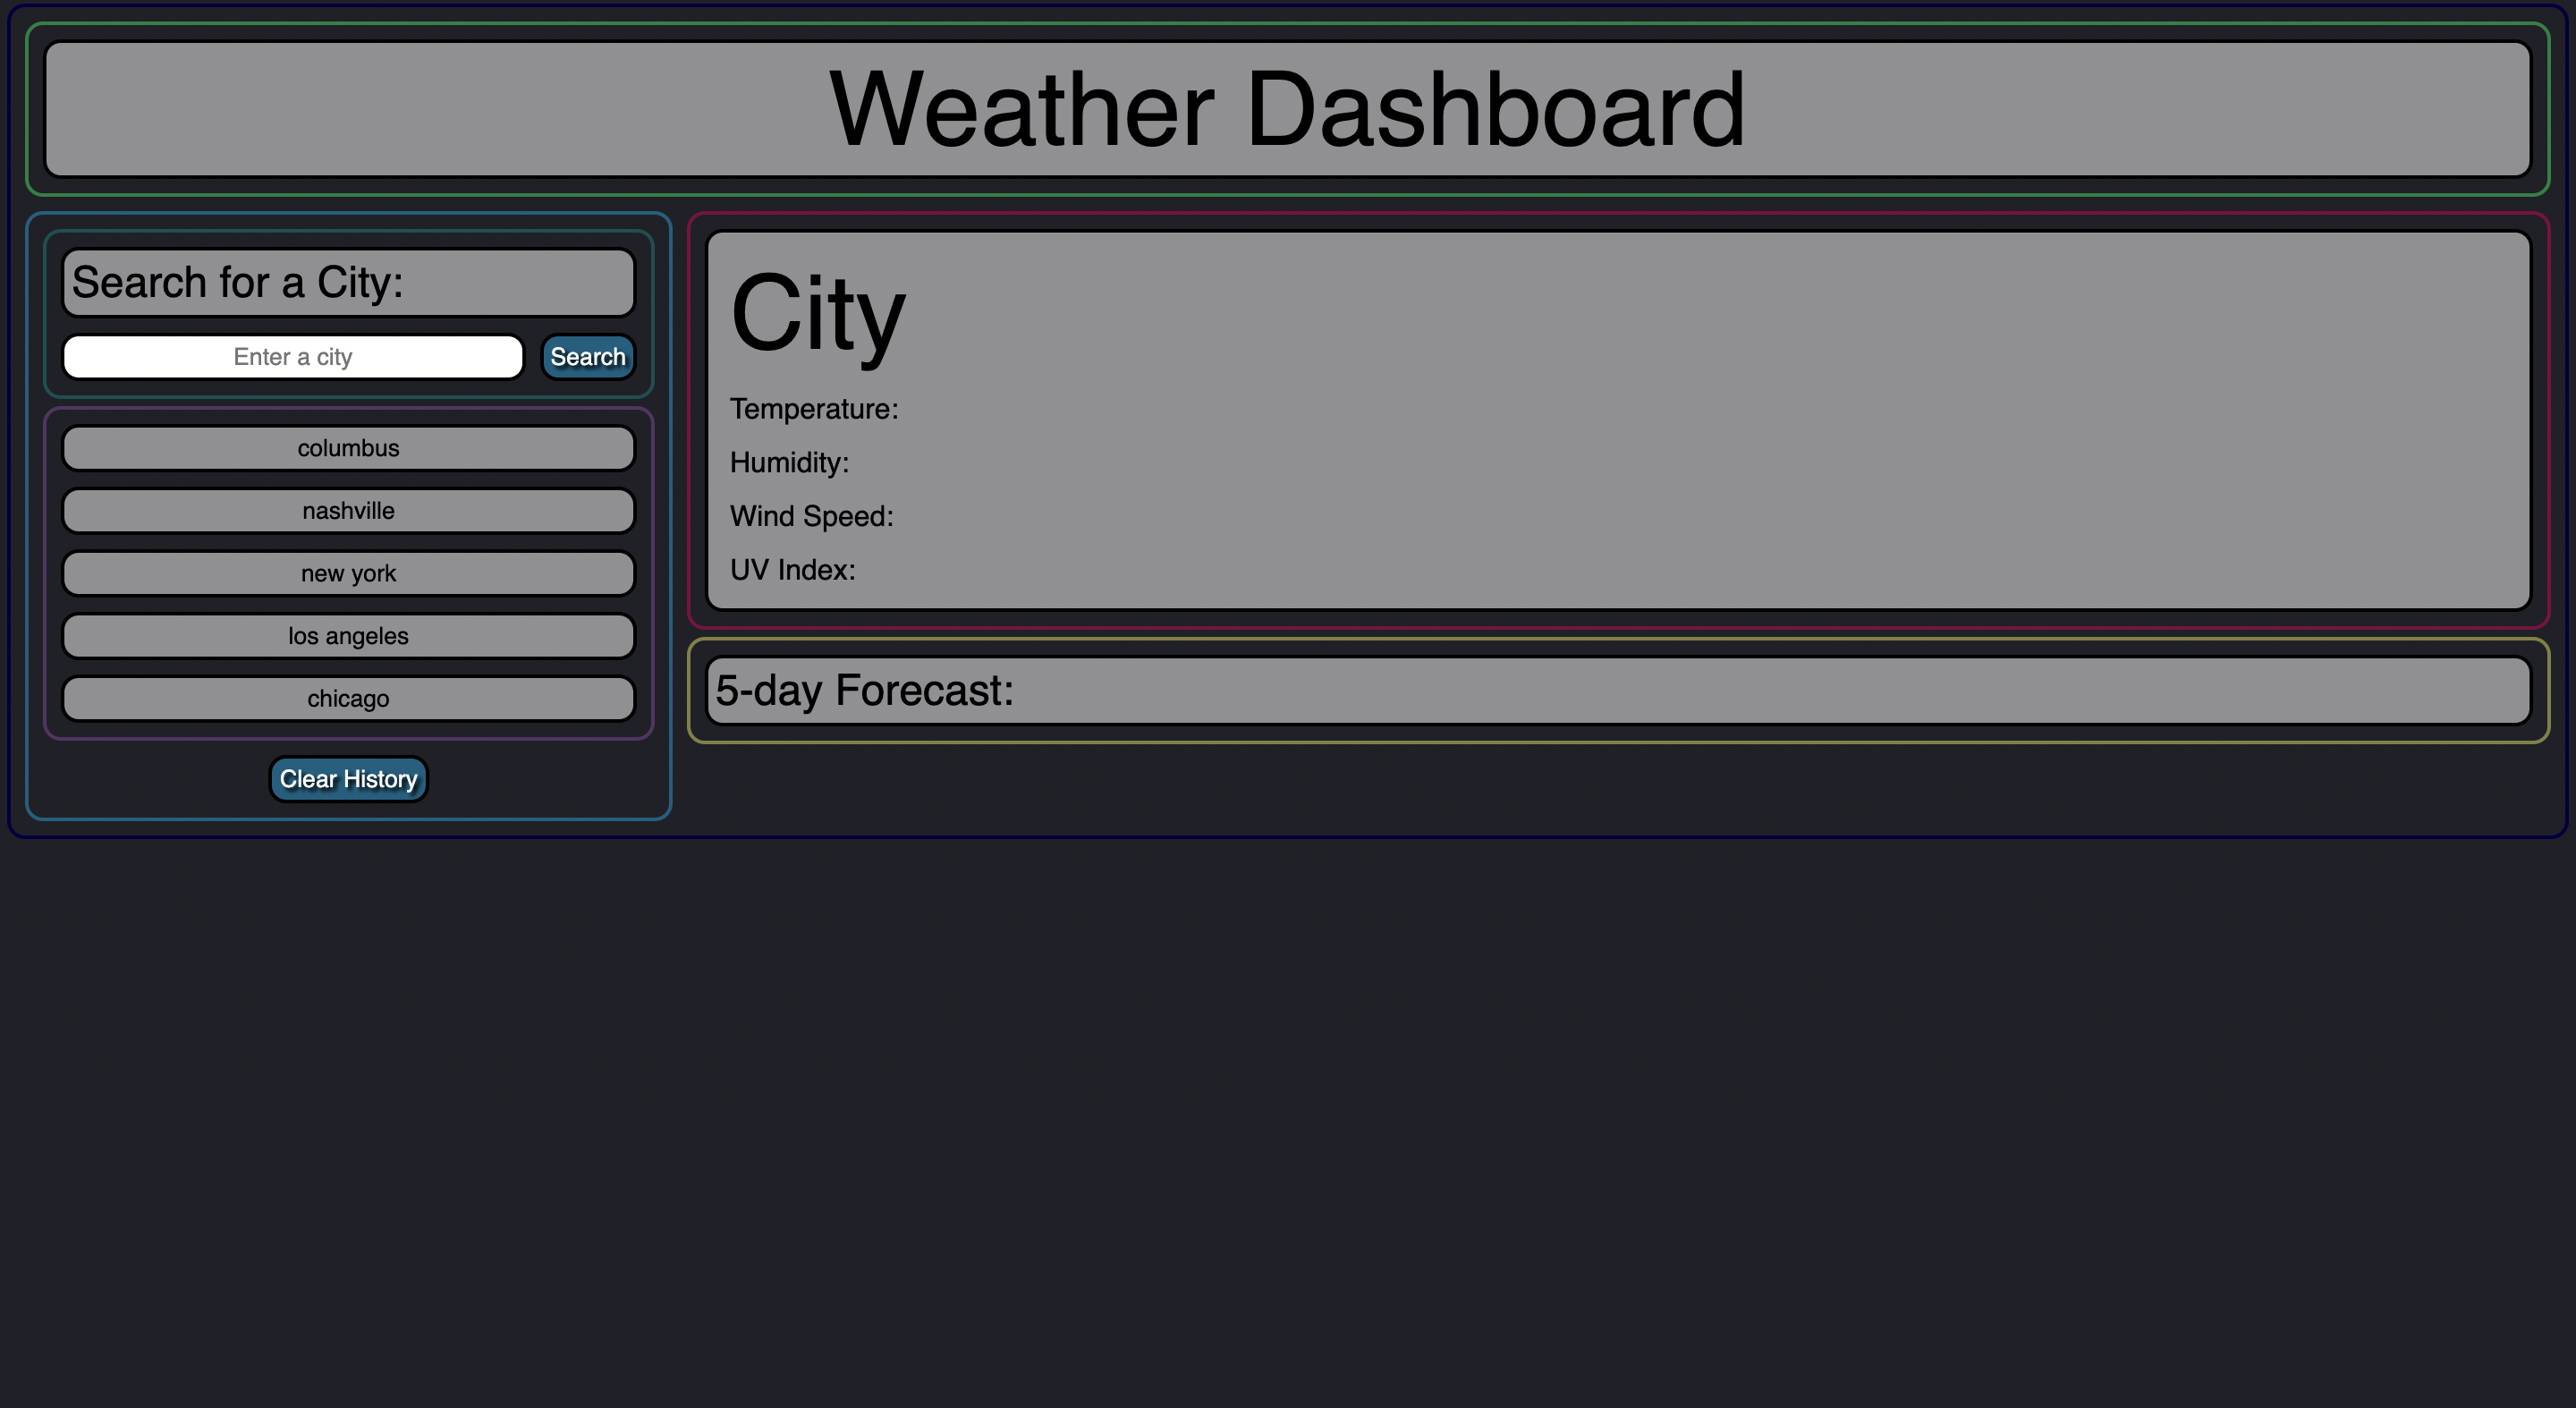 Weather Dashboard
Search for a City:
Enter a city
Search
columbus
nashville
new york
los angeles
chicago
Clear History
City
Temperature:
Humidity:
Wind Speed:
UV Index:
5-day Forecast: